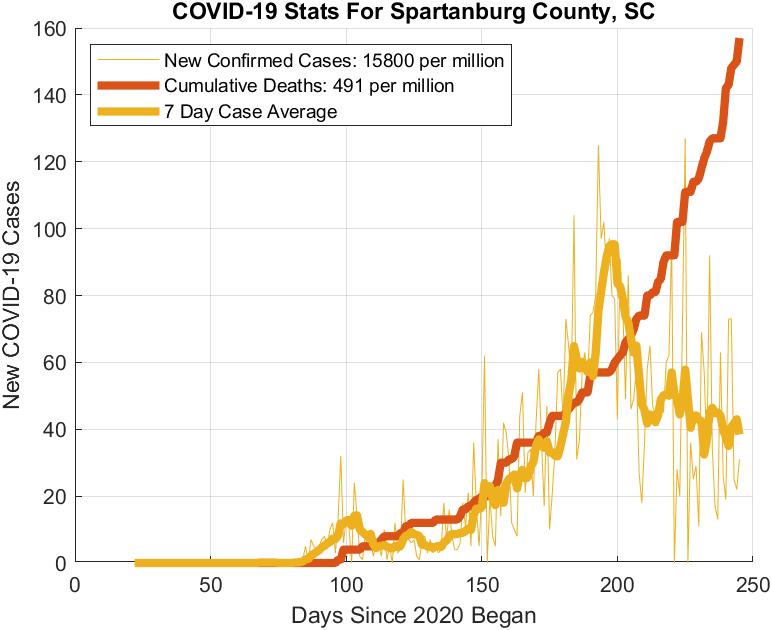 COVID-19 Stats For Spartanburg County, SC
New Confirmed Cases: 15800 per million
Cumulative Deaths: 491 per million
7 Day Case Average
New COVID-19 Cases
160
140
120
100
80
60
40
20
0
0 50 100 150 200 250
Days Since 2020 Began